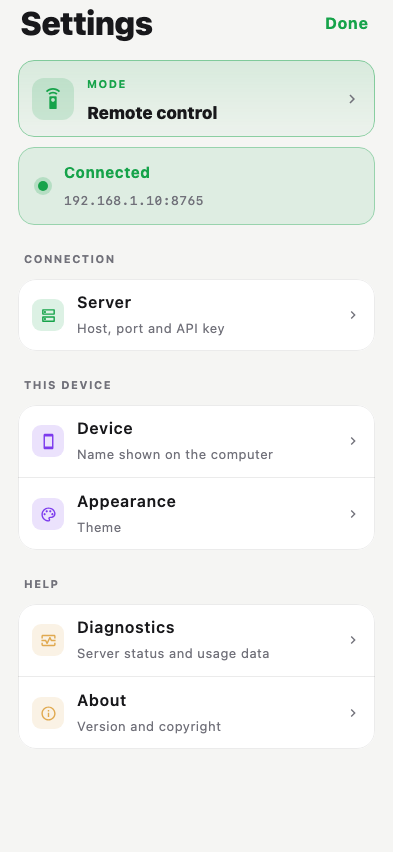 Settings
Done
MODE
Remote control
Connected
192.168.1.10:8765
CONNECTION
Server
Host, port and API key
THIS DEVICE
Device
Name shown on the computer
Appearance
Theme
HELP
Diagnostics
Server status and usage data
About
Version and copyright